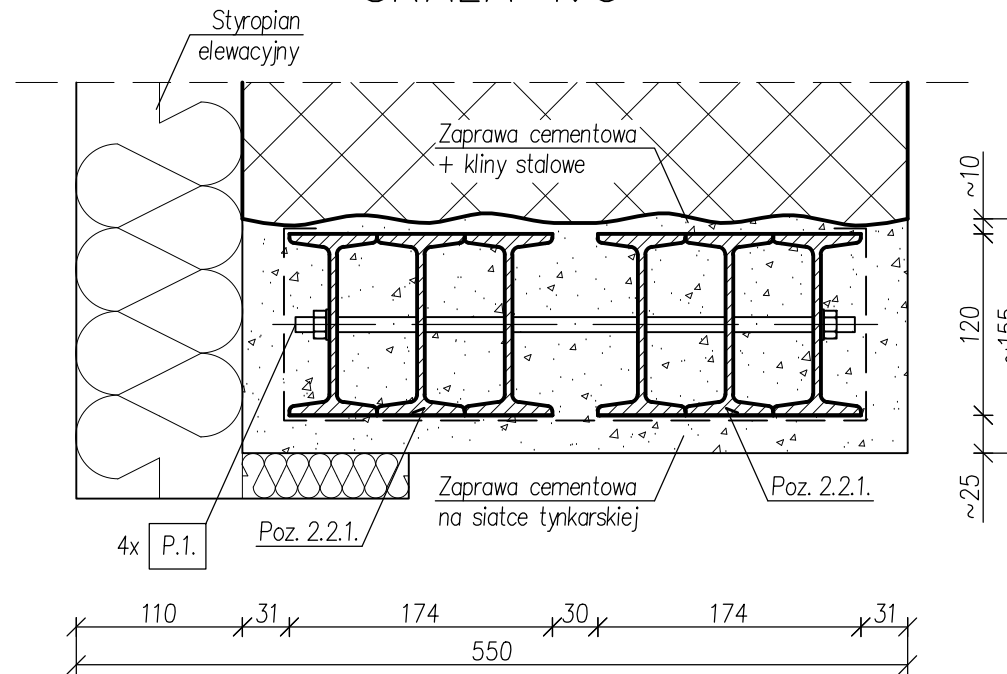 Styropian
elewacyjny
Zaprawa cementowa
+ kliny stalowe
~10
120
~25
Zaprawa cementowa
na siatce tynkarskiej
Poz. 2.2.1.
Poz. 2.2.1.
4x P.1.
110 31 174 30 174 31
550